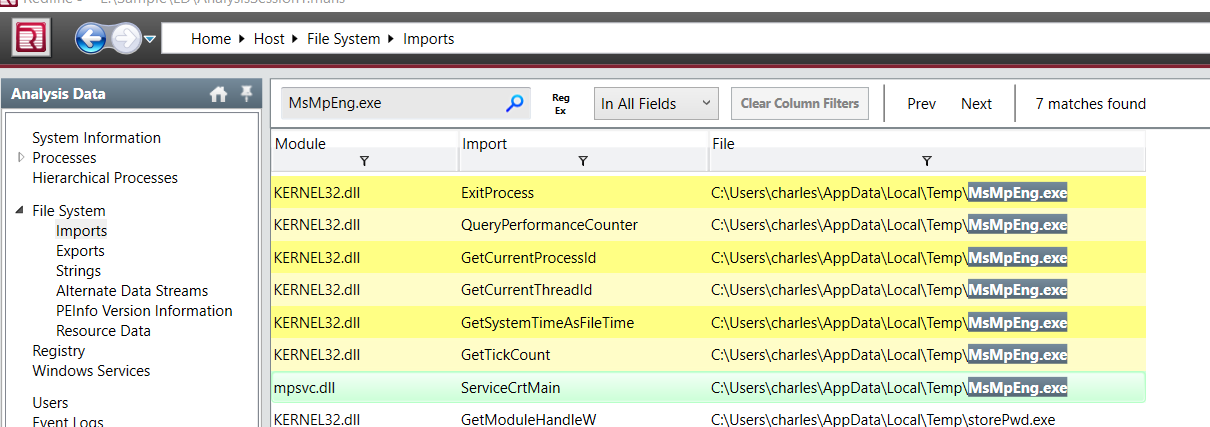 Redline - E:\Sample\ED\AnalysisSession1.mans
Home Host File System Imports
Analysis Data
MsMpEng.exe Reg Ex In All Fields Clear Column Filters Prev Next 7 matches found
System Information
Processes
Hierarchical Processes
File System
Imports
Exports
Strings
Alternate Data Streams
PEInfo Version Information
Resource Data
Registry
Windows Services
Users
Event Logs
Module Import File
KERNEL32.dll ExitProcess C:\Users\charles\AppData\Local\Temp\MsMpEng.exe
KERNEL32.dll QueryPerformanceCounter C:\Users\charles\AppData\Local\Temp\MsMpEng.exe
KERNEL32.dll GetCurrentProcessId C:\Users\charles\AppData\Local\Temp\MsMpEng.exe
KERNEL32.dll GetCurrentThreadId C:\Users\charles\AppData\Local\Temp\MsMpEng.exe
KERNEL32.dll GetSystemTimeAsFileTime C:\Users\charles\AppData\Local\Temp\MsMpEng.exe
KERNEL32.dll GetTickCount C:\Users\charles\AppData\Local\Temp\MsMpEng.exe
mpsvc.dll ServiceCrtMain C:\Users\charles\AppData\Local\Temp\MsMpEng.exe
KERNEL32.dll GetModuleHandleW C:\Users\charles\AppData\Local\Temp\storePwd.exe